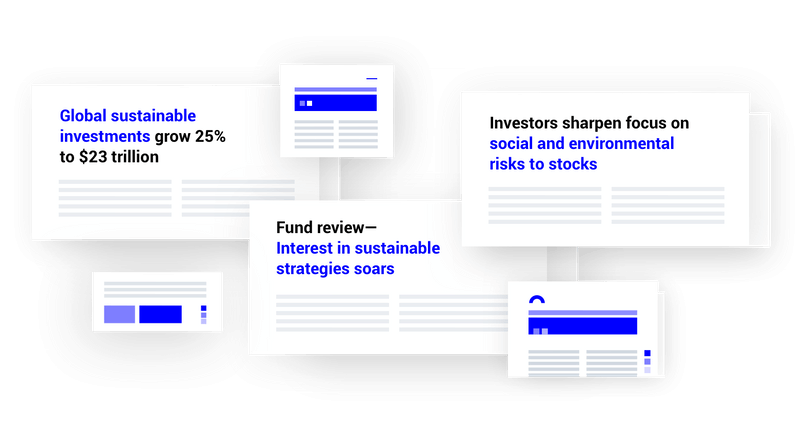 Global sustainable
investments grow 25%
to $23 trillion
Fund review—
Interest in sustainable
strategies soars
Investors sharpen focus on
social and environmental
risks to stocks